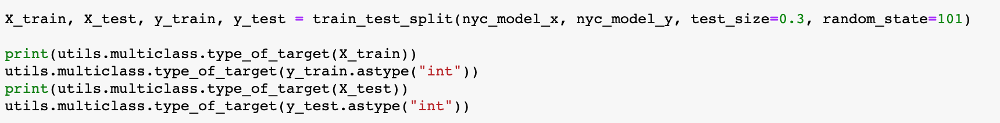 X_train, X_test, y_train, y_test = train_test_split(nyc_model_x, nyc_model_y, test_size=0.3, random_state=101)
print(utils.multiclass.type_of_target(X_train))
utils.multiclass.type_of_target(y_train.astype("int"))
print(utils.multiclass.type_of_target(X_test))
utils.multiclass.type_of_target(y_test.astype("int"))